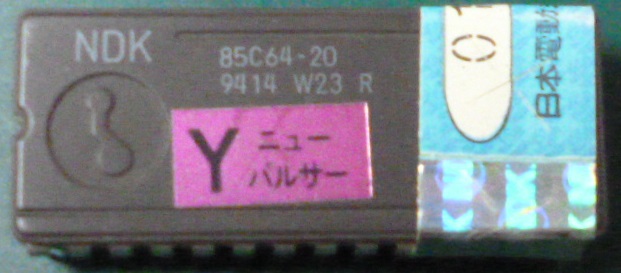 NDK
85C64-20
9414 W23 R
Y
ニュー
パルサー
日本電動